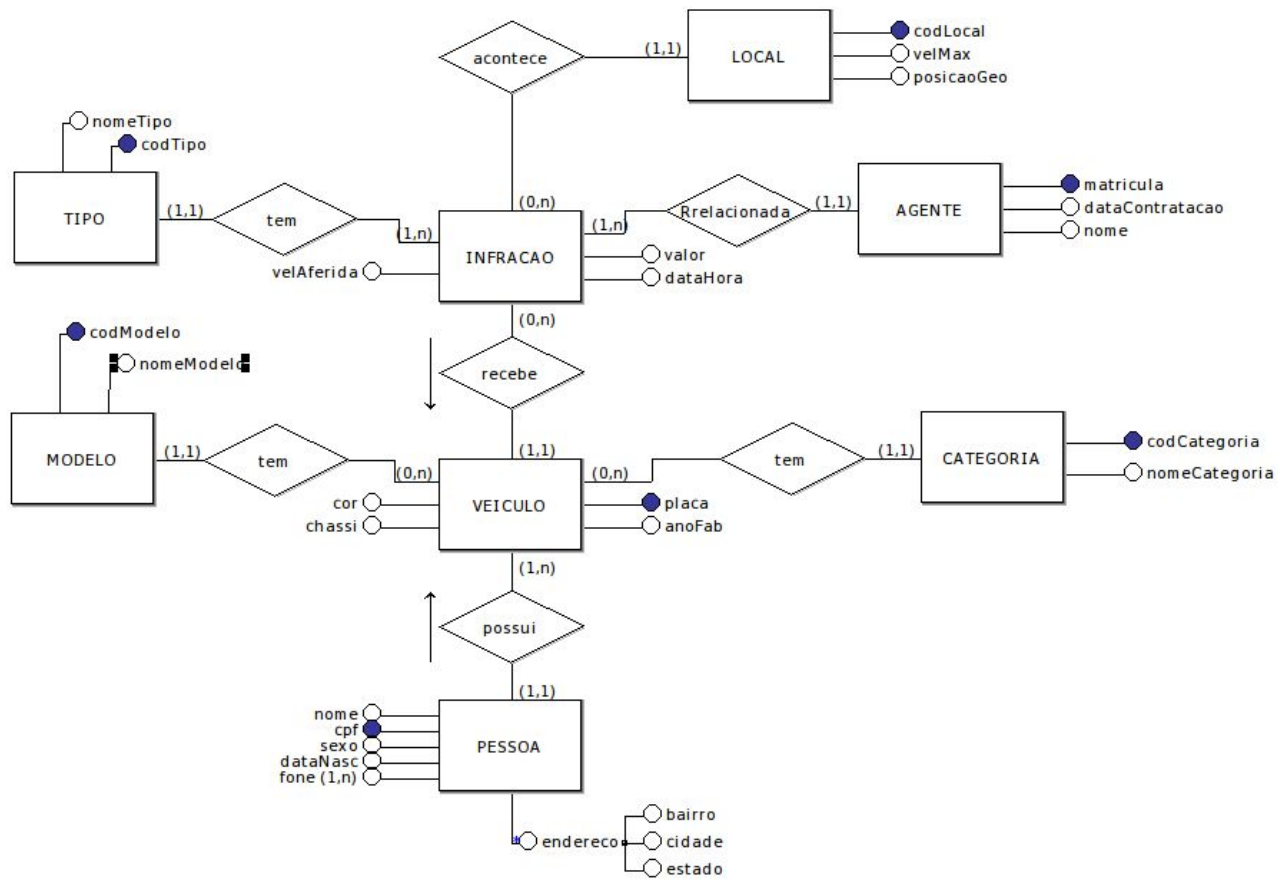 codLocal
acontece
(1,1)
LOCAL
velMax
posicaoGeo
nomeTipo
codTipo
TIPO
(1,1)
tem
(1,n)
(0,n)
INFRACAO
(1,n)
Rrelacionada
(1,1)
AGENTE
matricula
dataContratacao
nome
velAferida
valor
dataHora
(0,n)
recebe
(1,1)
codModelo
nomeModelo
MODELO
(1,1)
tem
(0,n)
VEICULO
(0,n)
tem
(1,1)
CATEGORIA
codCategoria
nomeCategoria
cor
chassi
placa
anoFab
(1,n)
possui
(1,1)
PESSOA
nome
cpf
sexo
dataNasc
fone (1,n)
*
endereco
bairro
cidade
estado